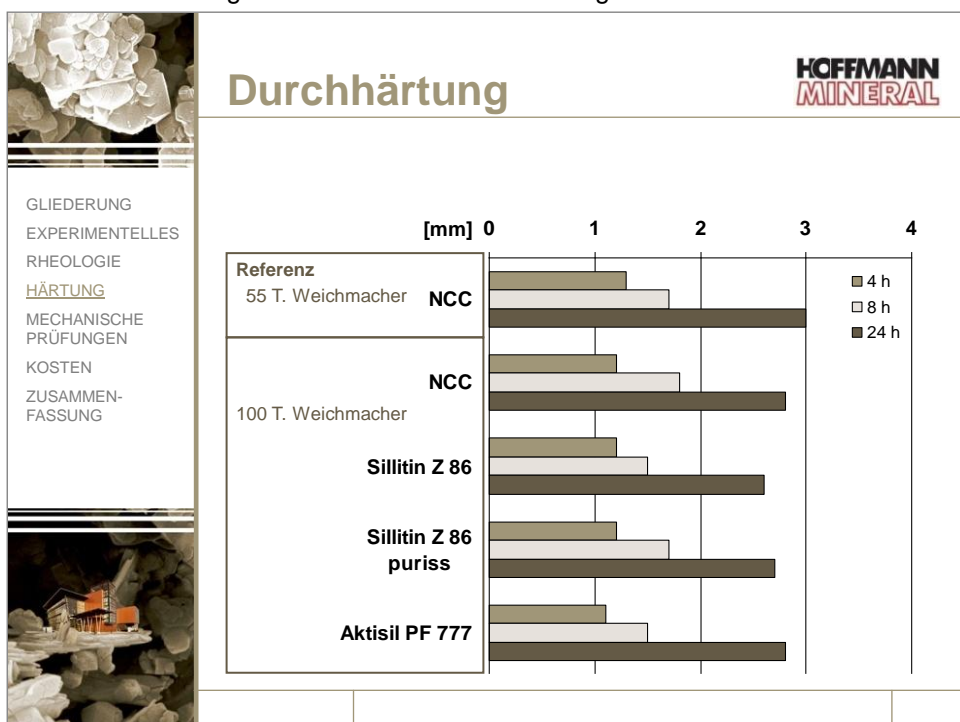 Durchhärtung
HOFFMANN
MINERAL
GLIEDERUNG
EXPERIMENTELLES
RHEOLOGIE
HÄRTUNG
MECHANISCHE
PRÜFUNGEN
KOSTEN
ZUSAMMEN-
FASSUNG
[mm] 0 1 2 3 4
Referenz
55 T. Weichmacher NCC
4 h
8 h
24 h
NCC
100 T. Weichmacher
Sillitin Z 86
Sillitin Z 86
puriss
Aktisil PF 777